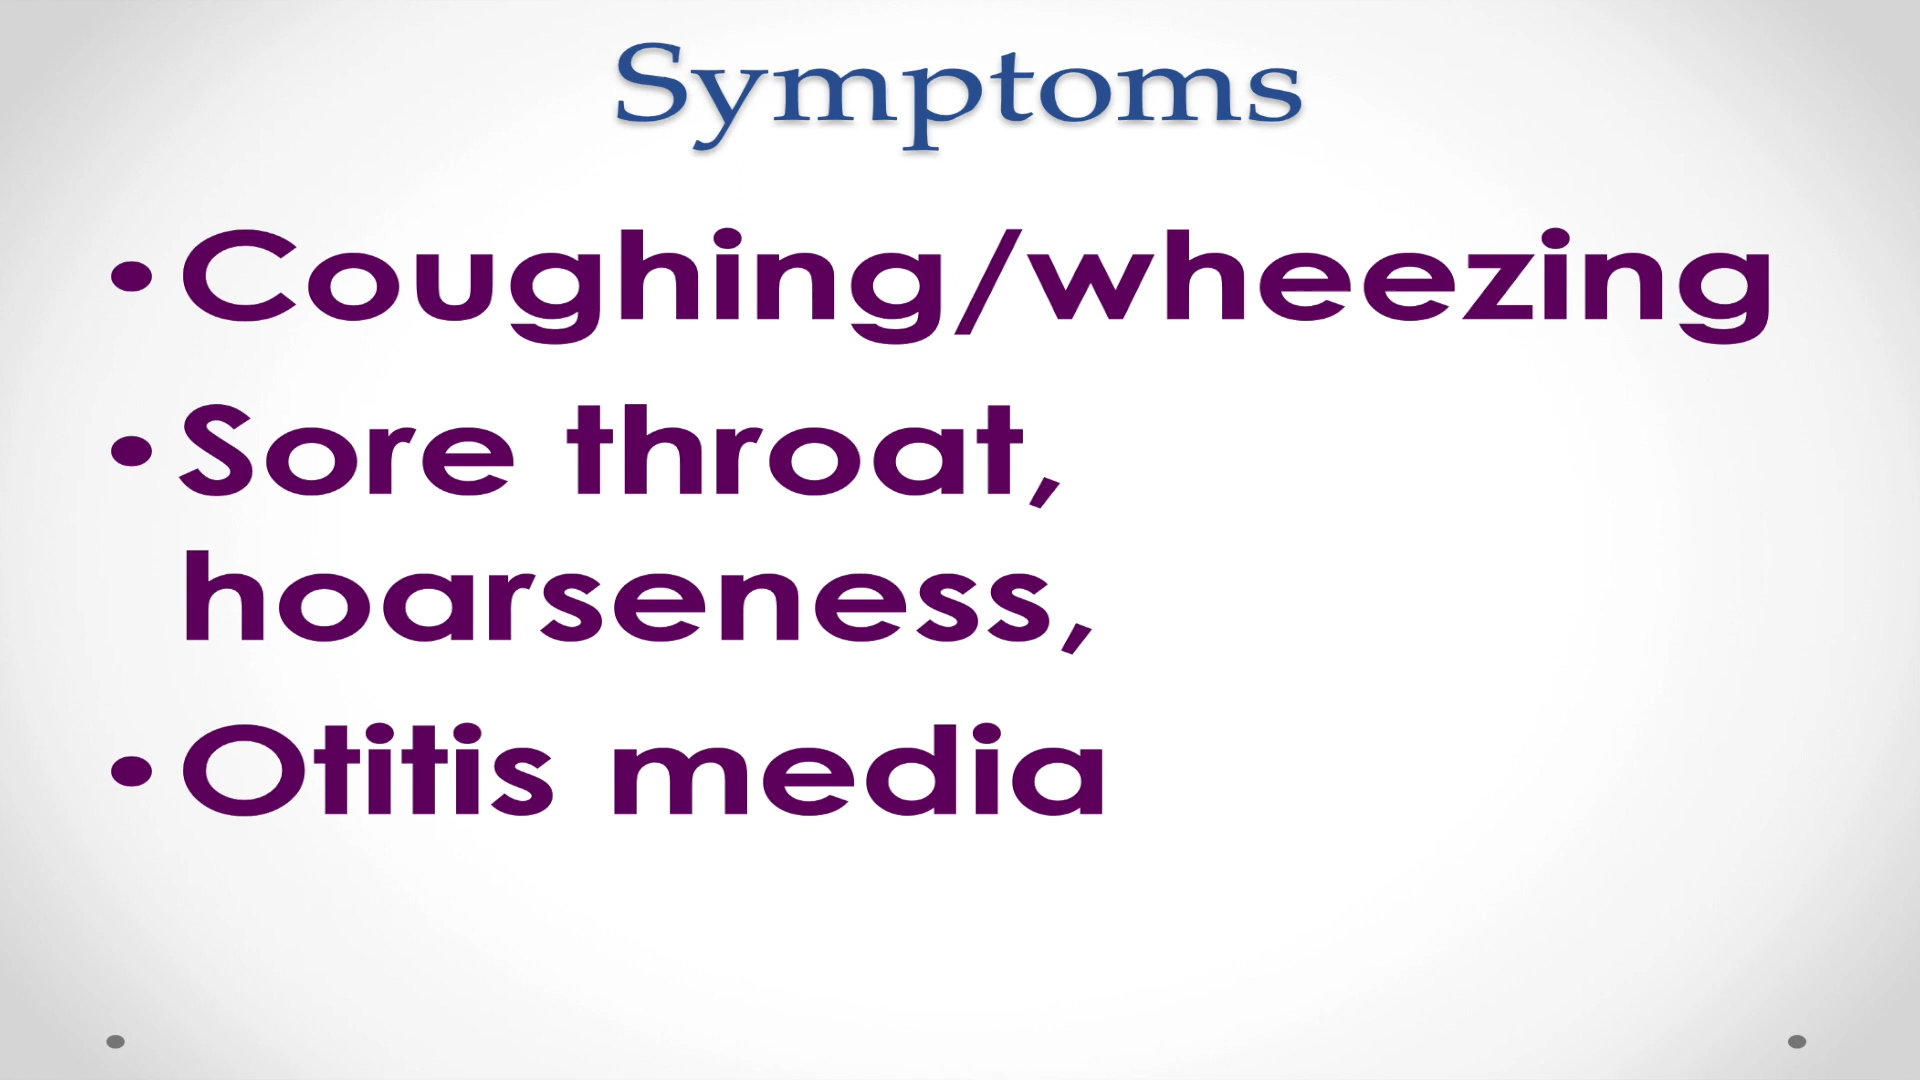 Symptoms
• Coughing/wheezing
• Sore throat,
hoarseness,
• Otitis media